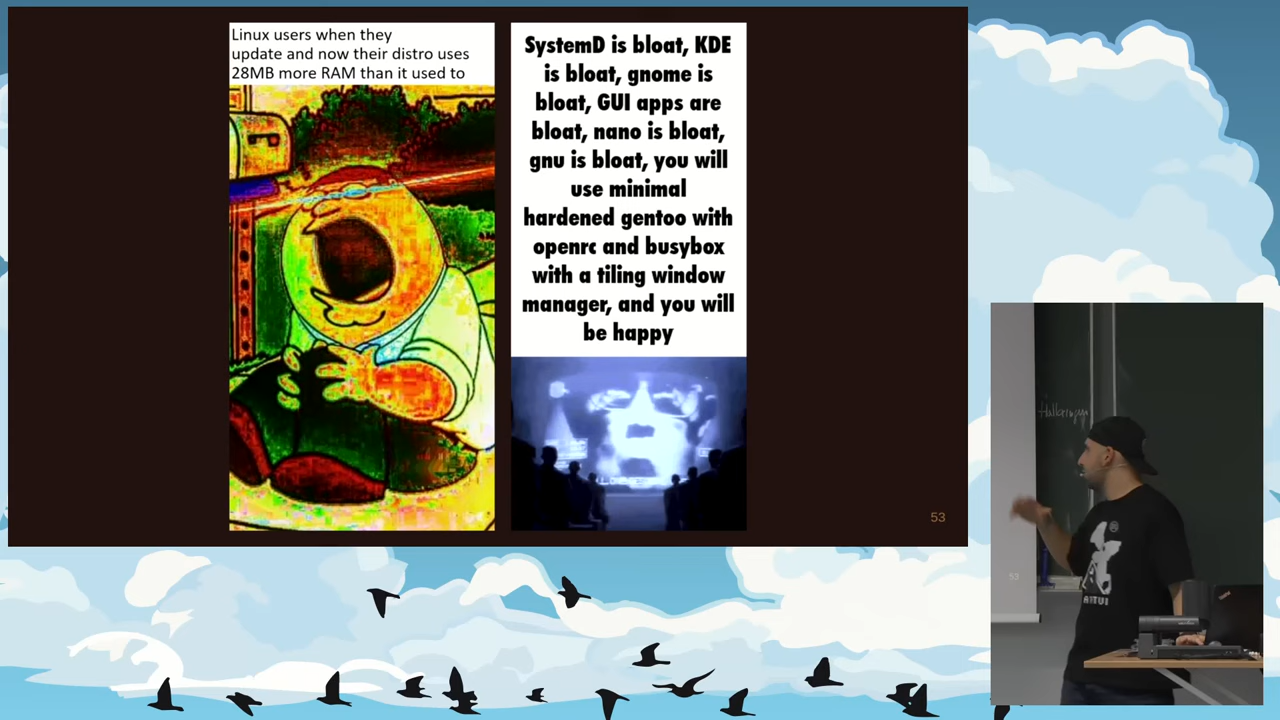 Linux users when they
update and now their distro uses
28MB more RAM than it used to
SystemD is bloat, KDE
is bloat, gnome is
bloat, GUI apps are
bloat, nano is bloat,
gnu is bloat, you will
use minimal
hardened gentoo with
openrc and busybox
with a tiling window
manager, and you will
be happy
53
53